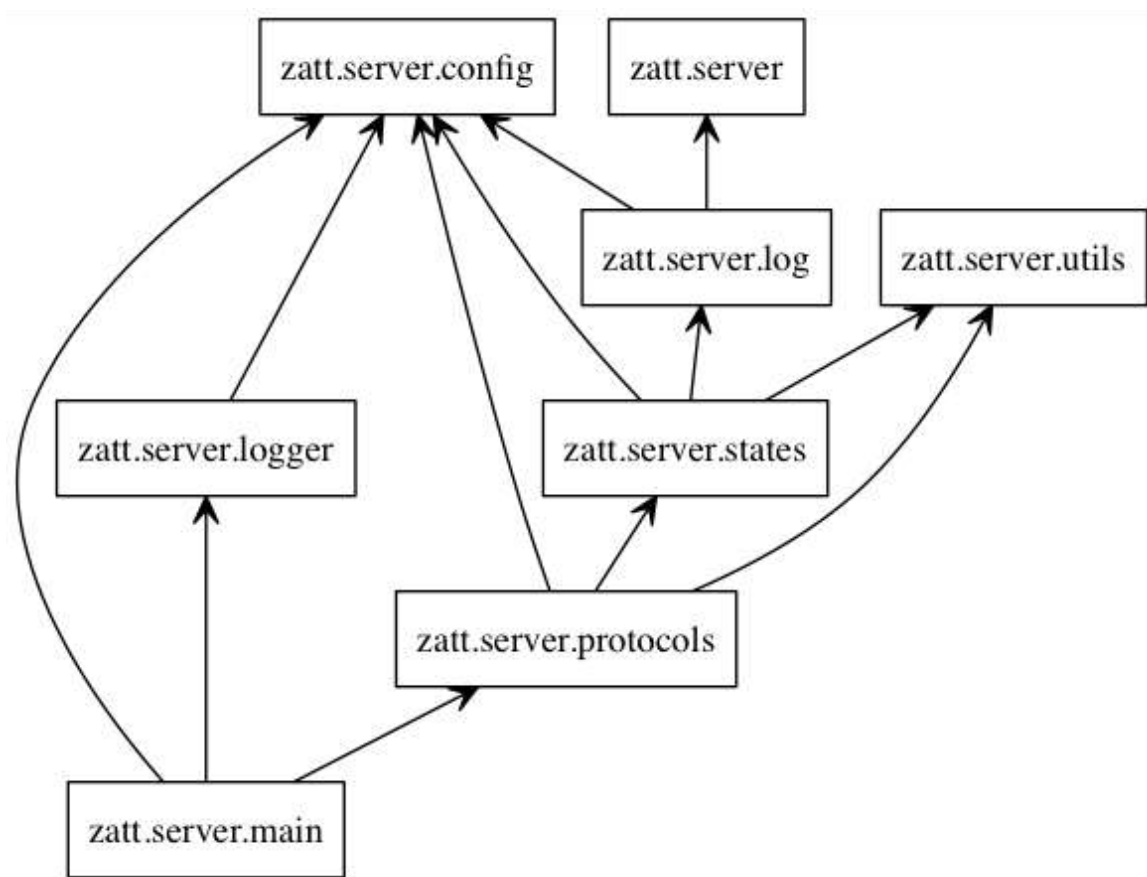 zatt.server.config
zatt.server
zatt.server.log
zatt.server.utils
zatt.server.logger
zatt.server.states
zatt.server.protocols
zatt.server.main